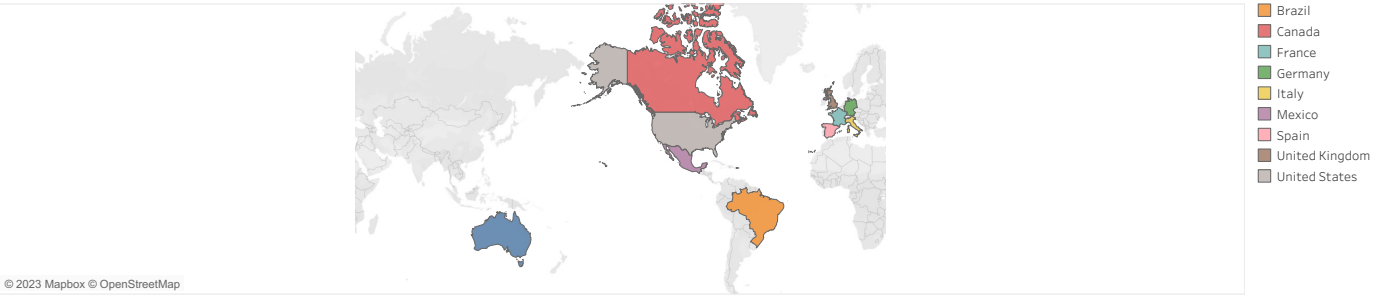 Brazil
Canada
France
Germany
Italy
Mexico
Spain
United Kingdom
United States
© 2023 Mapbox © OpenStreetMap